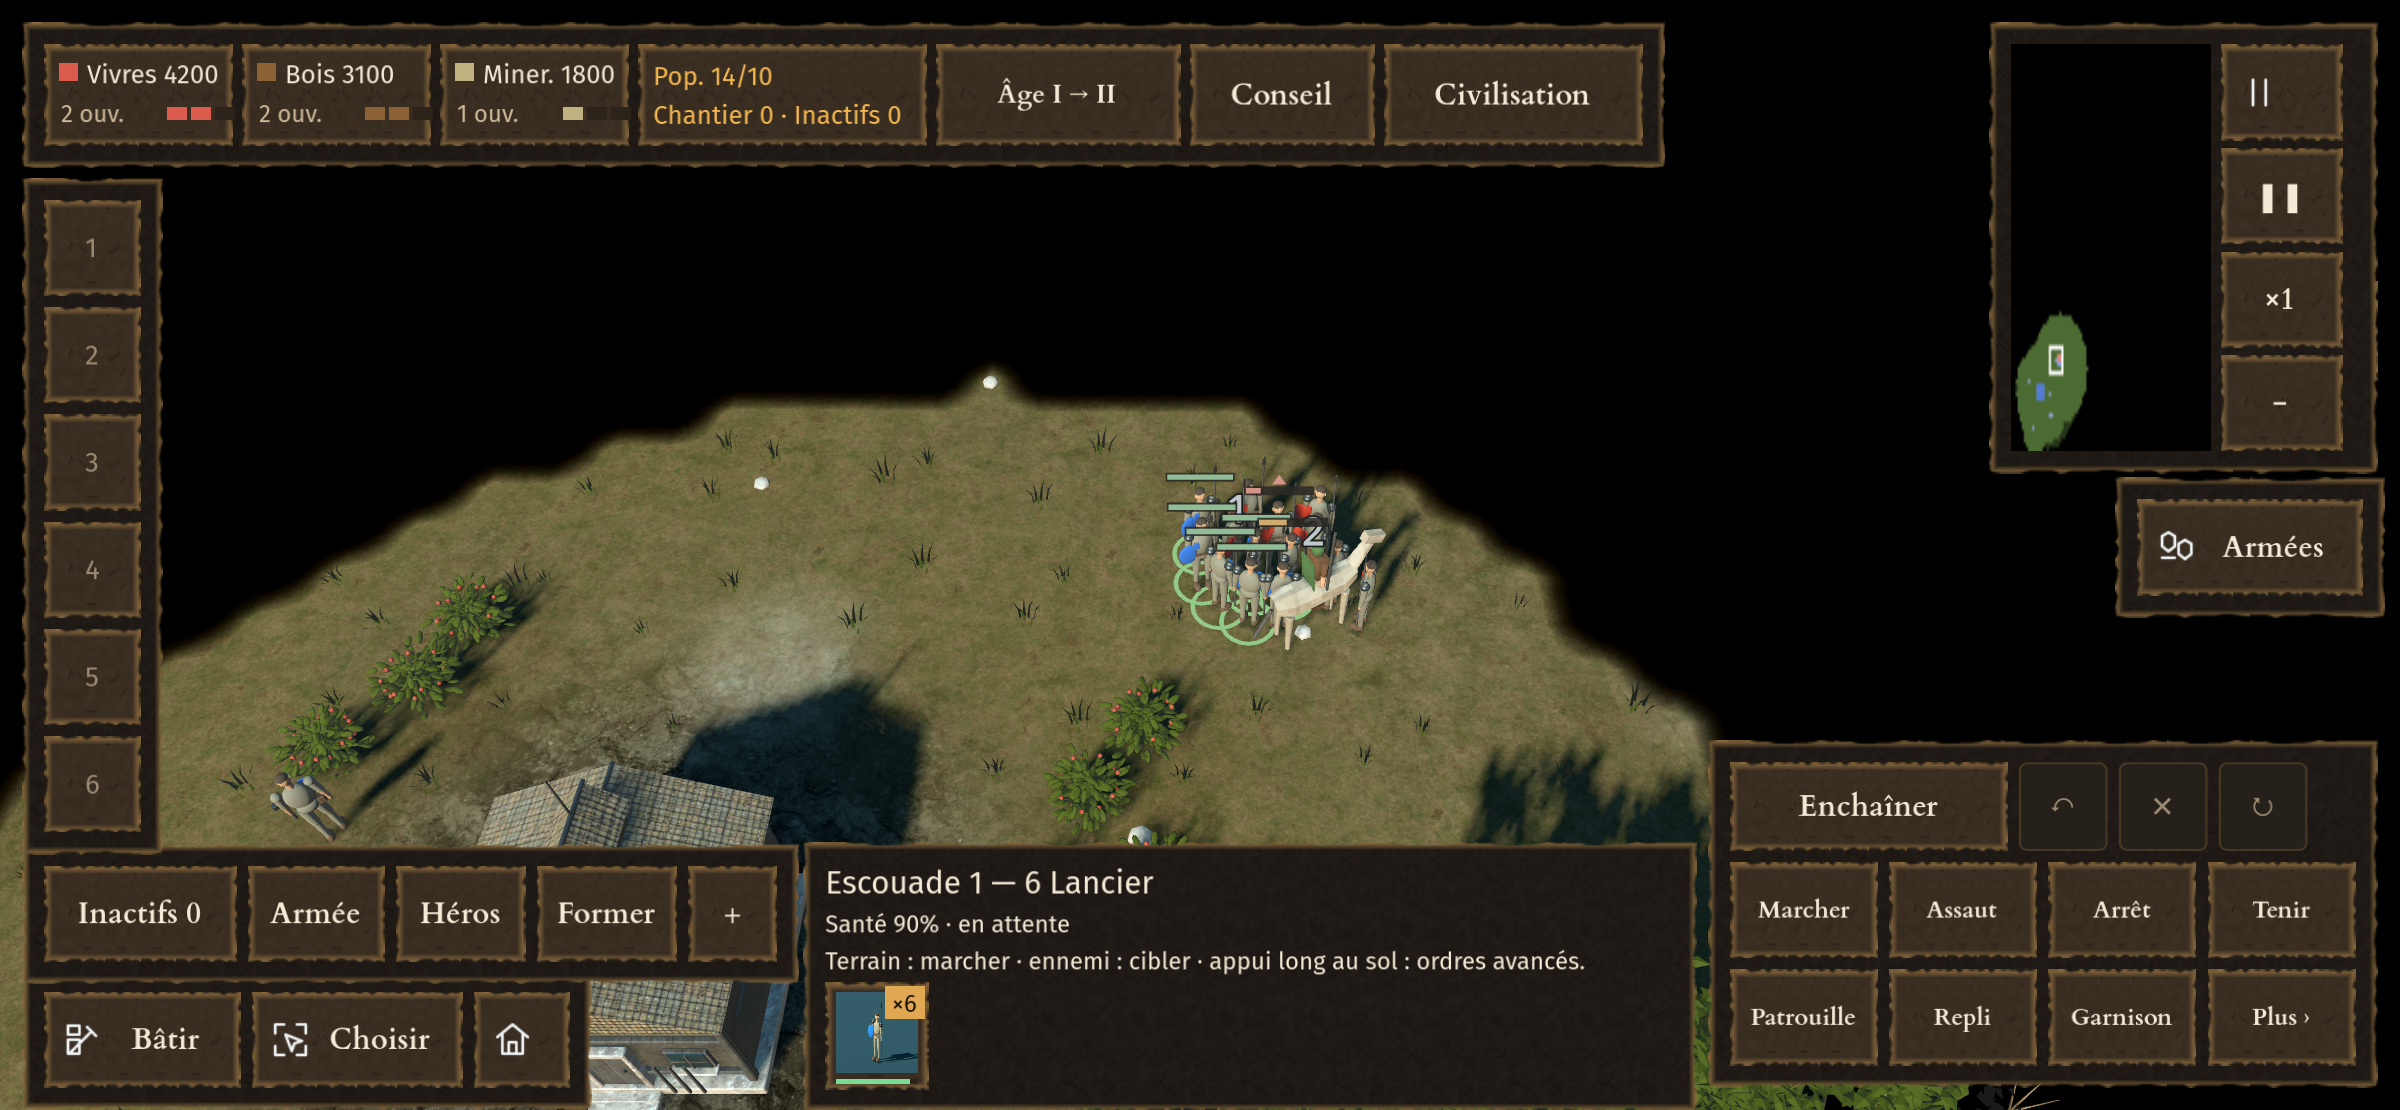 Vivres 4200
2 ouv.
Bois 3100
2 ouv.
Miner. 1800
1 ouv.
Pop. 14/10
Chantier 0 · Inactifs 0
Âge I → II
Conseil
Civilisation
×1
−
Armées
1
2
3
4
5
6
1
2
Inactifs 0
Armée
Héros
Former
+
Bâtir
Choisir
Escouade 1 — 6 Lancier
Santé 90% · en attente
Terrain : marcher · ennemi : cibler · appui long au sol : ordres avancés.
×6
Enchaîner
Marcher
Assaut
Arrêt
Tenir
Patrouille
Repli
Garnison
Plus ›